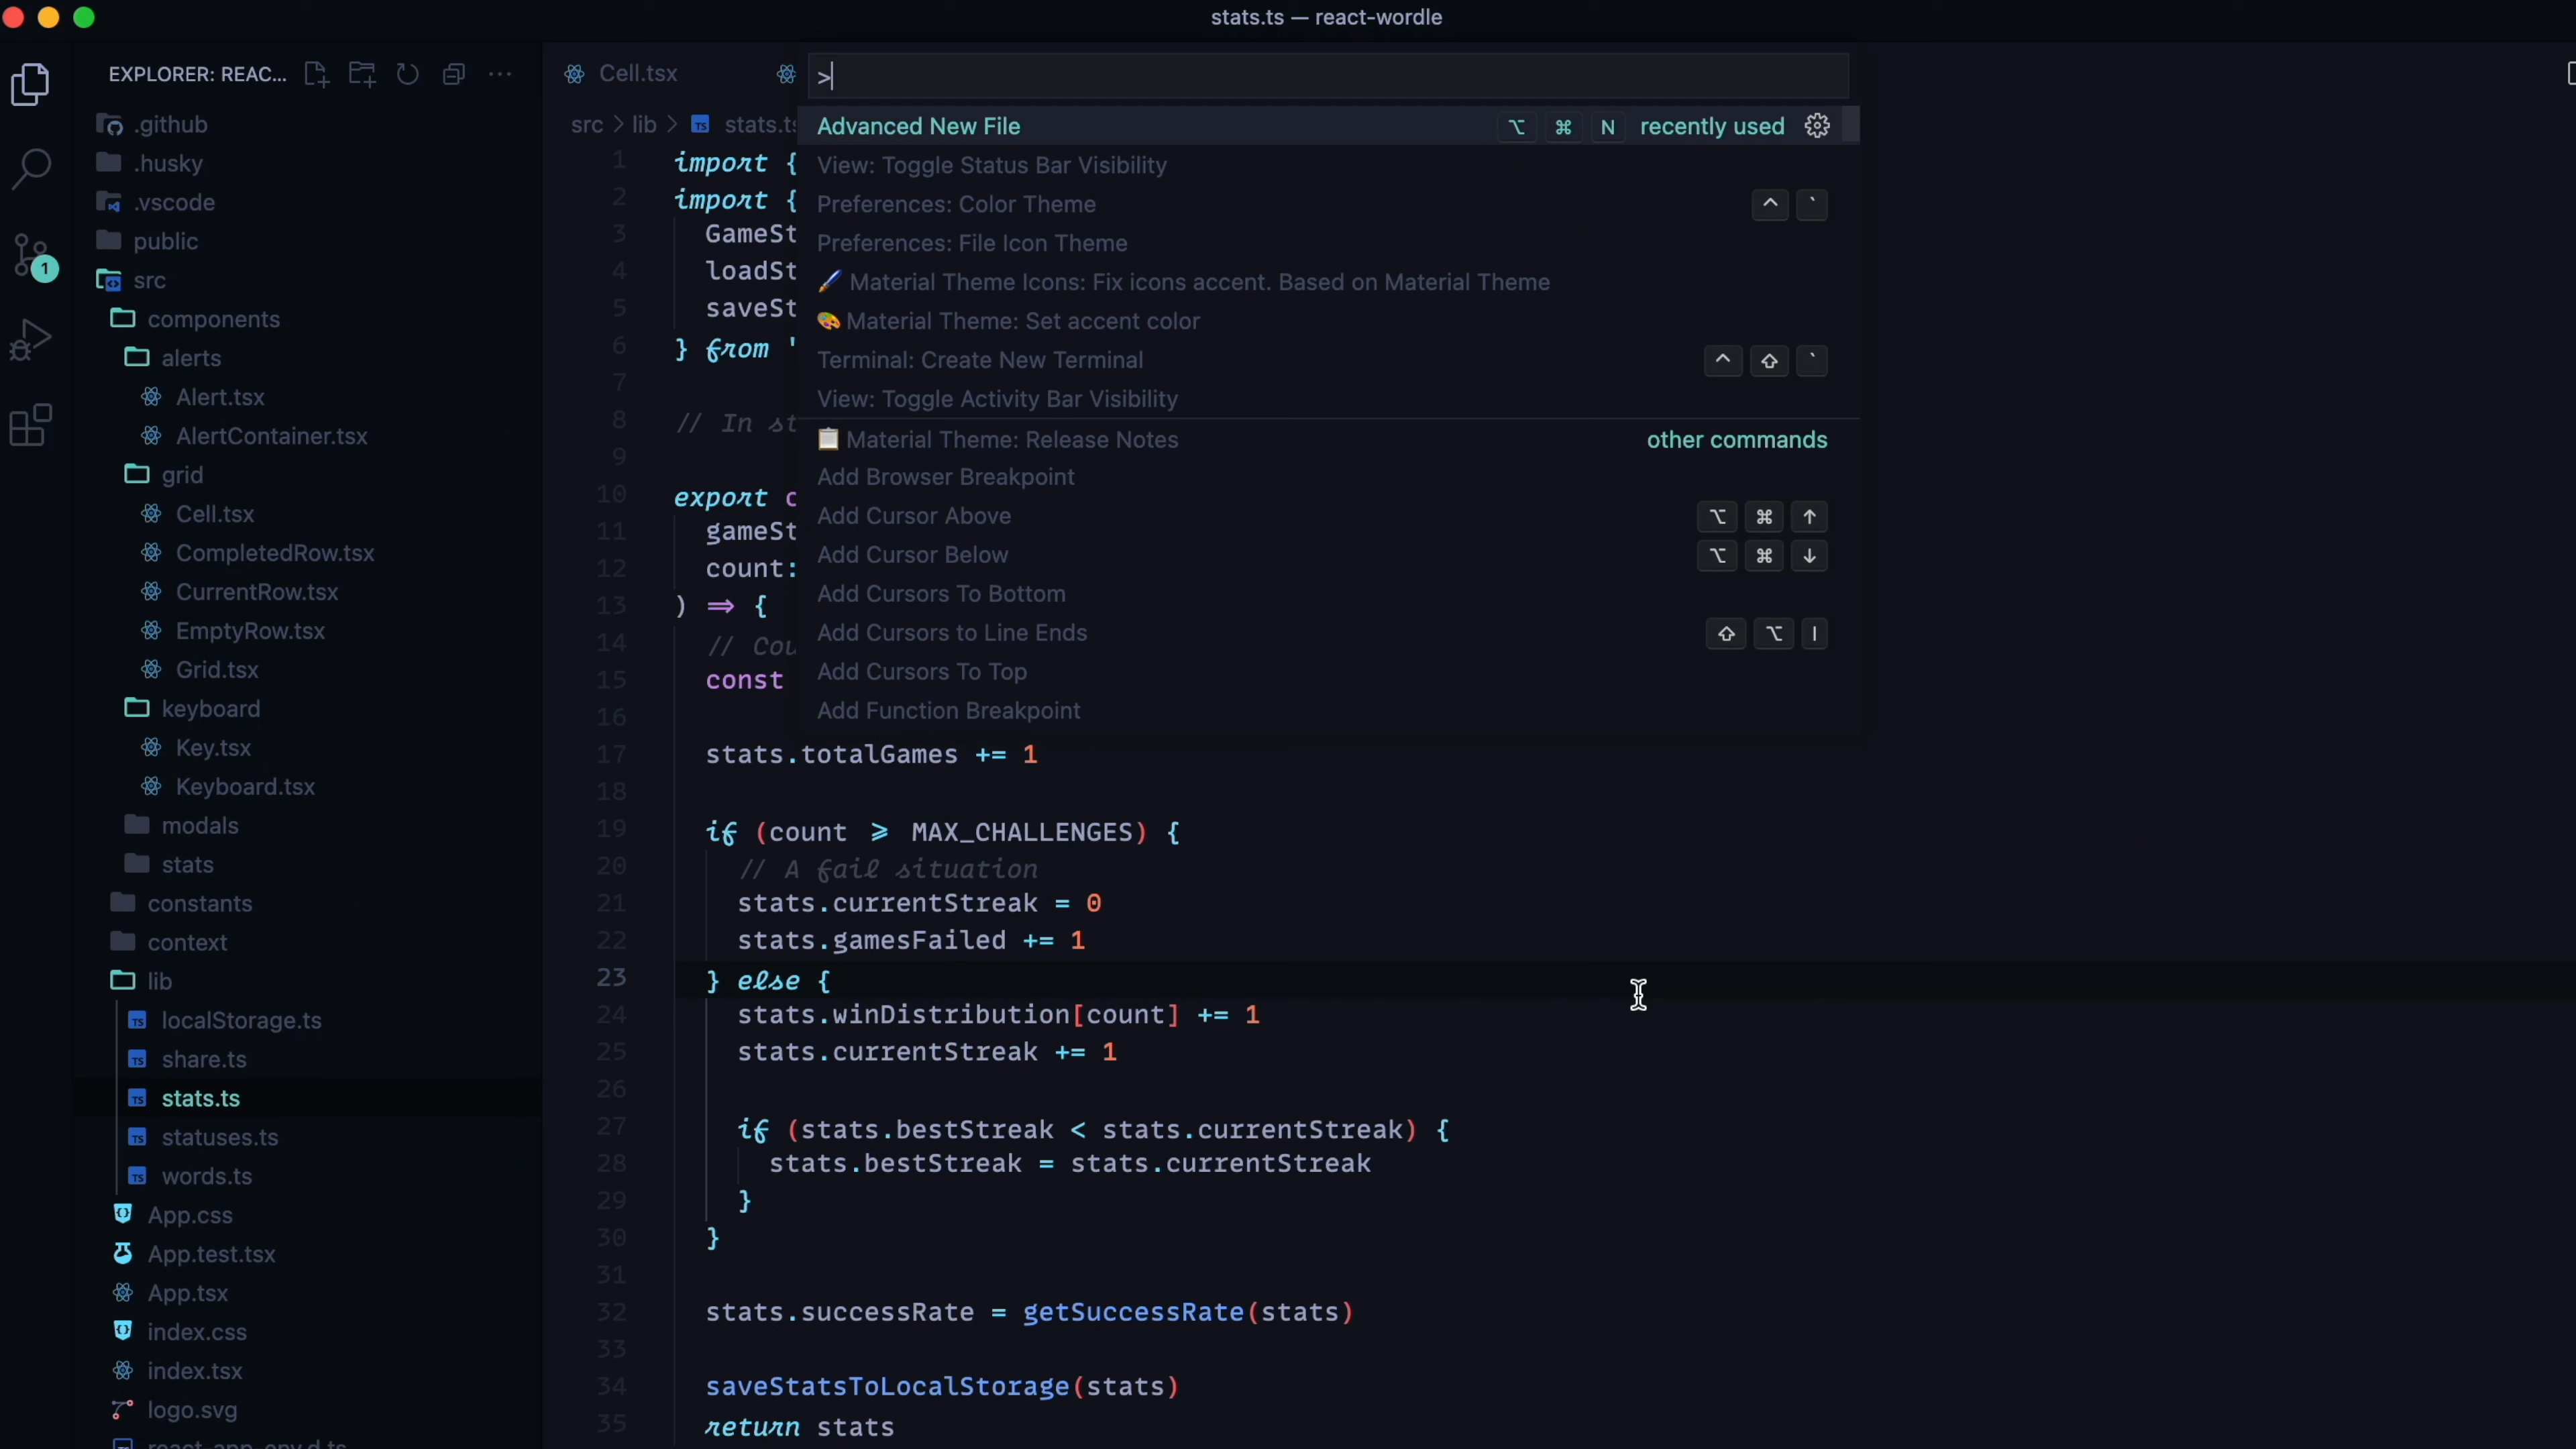 stats.ts — react-wordle
EXPLORER: REAC...
.github
.husky
.vscode
public
src
components
alerts
Alert.tsx
AlertContainer.tsx
grid
Cell.tsx
CompletedRow.tsx
CurrentRow.tsx
EmptyRow.tsx
Grid.tsx
keyboard
Key.tsx
Keyboard.tsx
modals
stats
constants
context
lib
TS localStorage.ts
TS share.ts
TS stats.ts
TS statuses.ts
TS words.ts
App.css
App.test.tsx
App.tsx
index.css
index.tsx
logo.svg
1
Cell.tsx
src > lib > TS stats.ts
>
Advanced New File ⌥ ⌘ N recently used
View: Toggle Status Bar Visibility
Preferences: Color Theme ^ `
Preferences: File Icon Theme
🖌️ Material Theme Icons: Fix icons accent. Based on Material Theme
🎨 Material Theme: Set accent color
Terminal: Create New Terminal ^ ⇧ `
View: Toggle Activity Bar Visibility
📋 Material Theme: Release Notes other commands
Add Browser Breakpoint
Add Cursor Above ⌥ ⌘ ↑
Add Cursor Below ⌥ ⌘ ↓
Add Cursors To Bottom
Add Cursors to Line Ends ⇧ ⌥ I
Add Cursors To Top
Add Function Breakpoint
1 import {
2 import {
3 GameSt
4 loadSt
5 saveSt
6 } from '
7
8 // In st
9
10 export c
11 gameSt
12 count:
13 ) => {
14 // Cou
15 const
16
17 stats.totalGames += 1
18
19 if (count >= MAX_CHALLENGES) {
20 // A fail situation
21 stats.currentStreak = 0
22 stats.gamesFailed += 1
23 } else {
24 stats.winDistribution[count] += 1
25 stats.currentStreak += 1
26
27 if (stats.bestStreak < stats.currentStreak) {
28 stats.bestStreak = stats.currentStreak
29 }
30 }
31
32 stats.successRate = getSuccessRate(stats)
33
34 saveStatsToLocalStorage(stats)
35 return stats